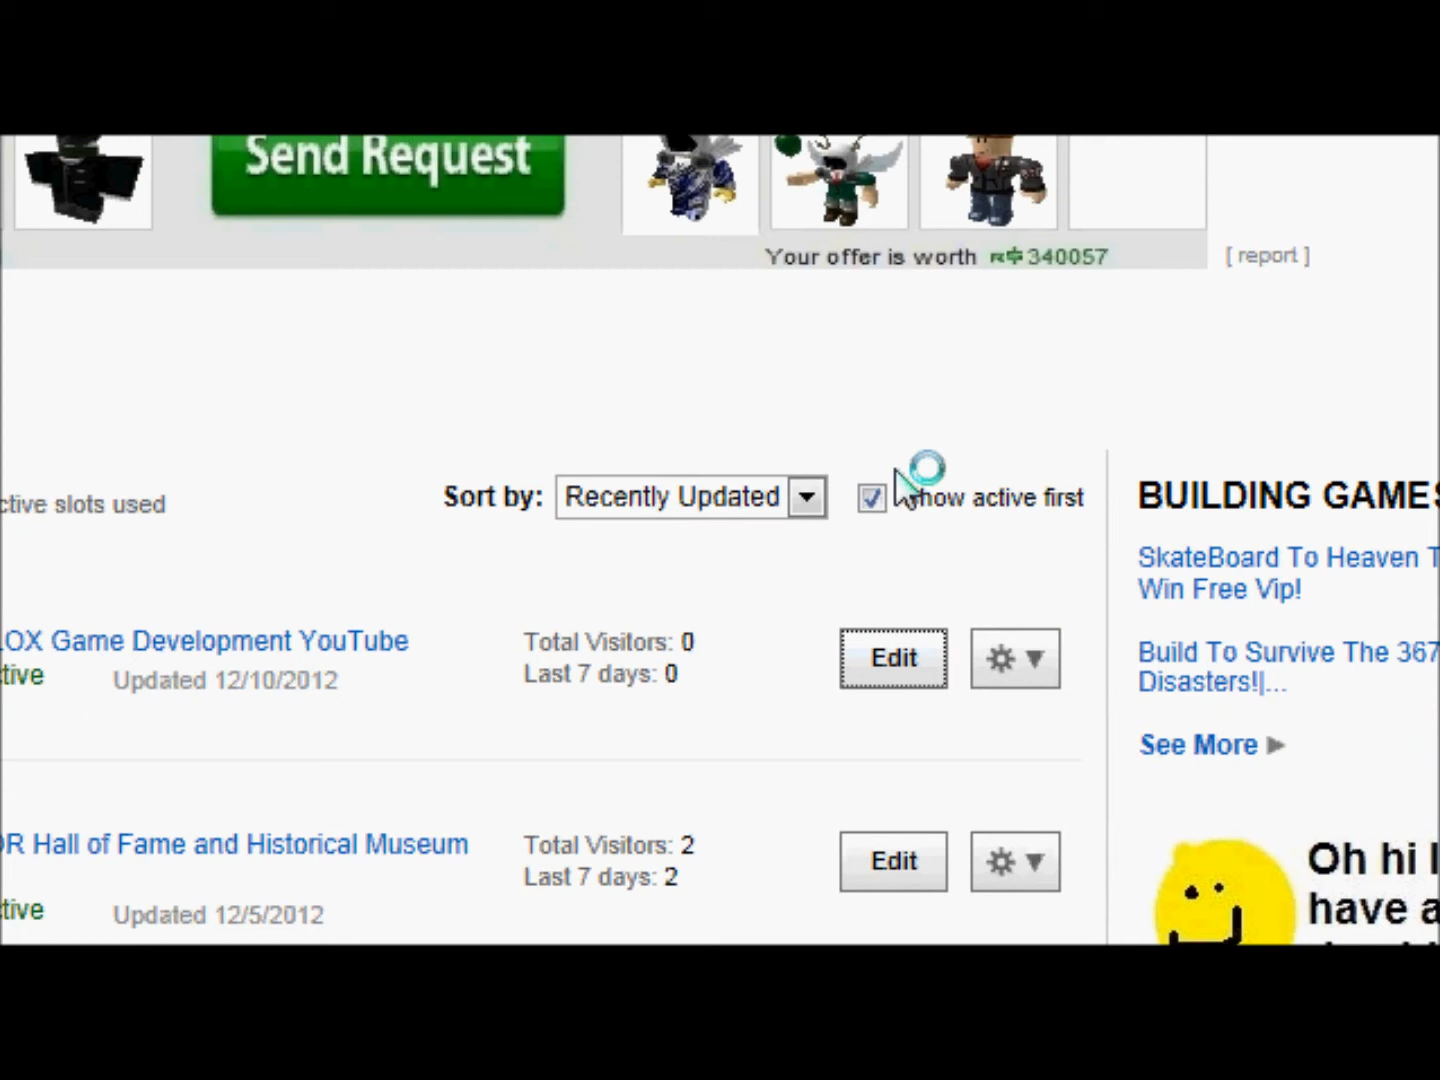 Send Request
Your offer is worth R$ 340057
[ report ]
ctive slots used
Sort by: Recently Updated
how active first
BUILDING GAMES
SkateBoard To Heaven T
Win Free Vip!
OX Game Development YouTube
tive
Updated 12/10/2012
Total Visitors: 0
Last 7 days: 0
Edit
Build To Survive The 367
Disasters!|...
See More
R Hall of Fame and Historical Museum
tive
Updated 12/5/2012
Total Visitors: 2
Last 7 days: 2
Edit
Oh hi I
have a